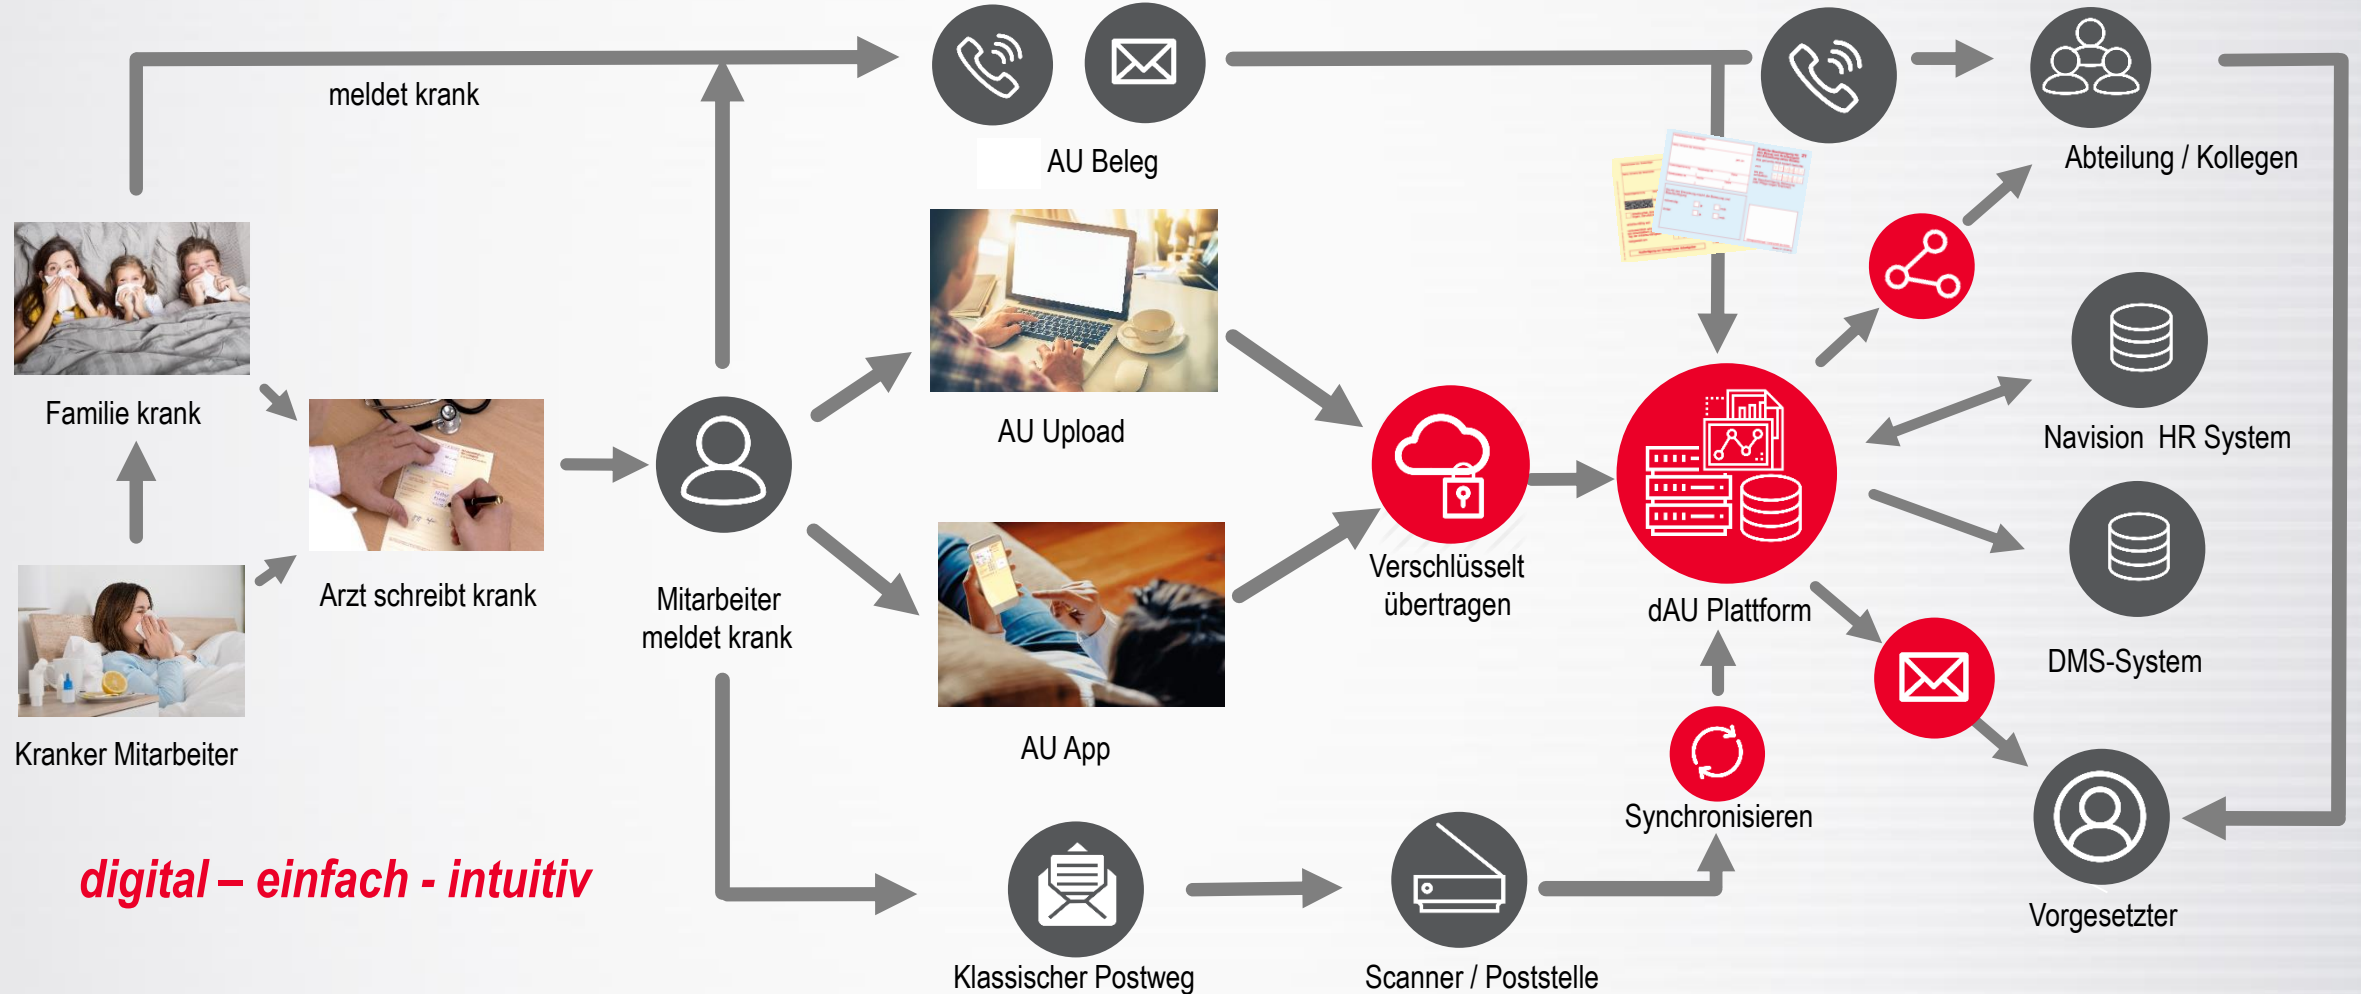 meldet krank
AU Beleg
Abteilung / Kollegen
Familie krank
AU Upload
Navision  HR System
Arzt schreibt krank
Mitarbeiter
meldet krank
Verschlüsselt
übertragen
dAU Plattform
DMS-System
Kranker Mitarbeiter
AU App
Synchronisieren
digital – einfach - intuitiv
Vorgesetzter
Klassischer Postweg
Scanner / Poststelle